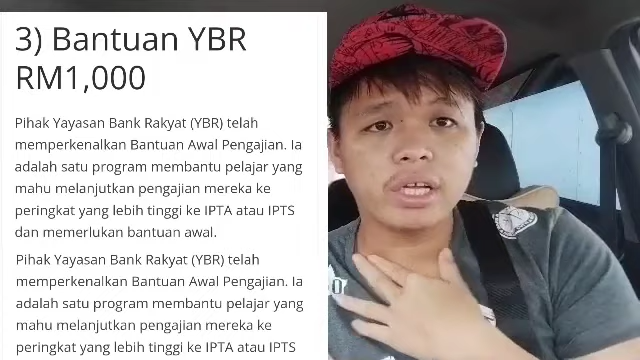 3) Bantuan YBR
RM1,000
Pihak Yayasan Bank Rakyat (YBR) telah
memperkenalkan Bantuan Awal Pengajian. Ia
adalah satu program membantu pelajar yang
mahu melanjutkan pengajian mereka ke
peringkat yang lebih tinggi ke IPTA atau IPTS
dan memerlukan bantuan awal.
Pihak Yayasan Bank Rakyat (YBR) telah
memperkenalkan Bantuan Awal Pengajian. Ia
adalah satu program membantu pelajar yang
mahu melanjutkan pengajian mereka ke
peringkat yang lebih tinggi ke IPTA atau IPTS